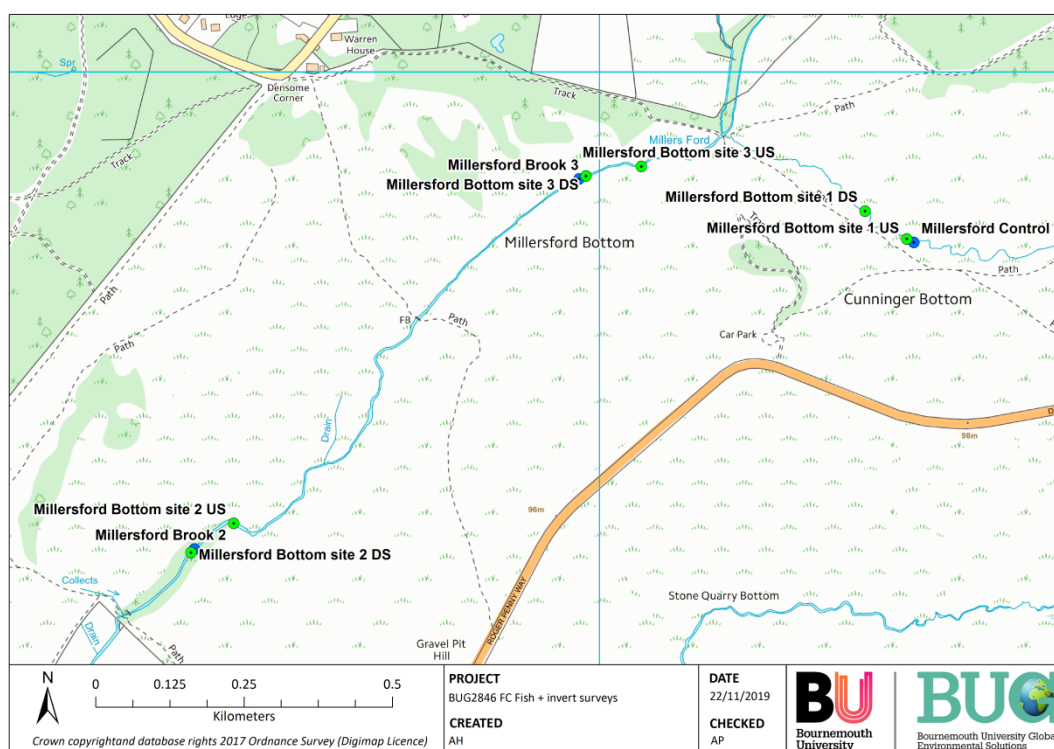 Edge
Warren
House
Spr
Densome
Corner
Track
Path
Millers Ford
Track
Millersford Bottom site 3 US
Millersford Brook 3
Millersford Bottom site 3 DS
Millersford Bottom site 1 DS
Millersford Bottom
Millersford Bottom site 1 US
Millersford Control
Path
Cunninger Bottom
Path
FB
Path
Car Park
Path
Drain
98m
Millersford Bottom site 2 US
96m
Millersford Brook 2
Millersford Bottom site 2 DS
Collects
Stone Quarry Bottom
ROGER PENNY WAY
Drain
Path
Gravel Pit
Hill
N
0 0.125 0.25 0.5
Kilometers
Crown copyrightand database rights 2017 Ordnance Survey (Digimap Licence)
PROJECT
BUG2846 FC Fish + invert surveys
CREATED
AH
DATE
22/11/2019
CHECKED
AP
BU
Bournemouth
University
BUG
Bournemouth University Globa
Environmental Solutions